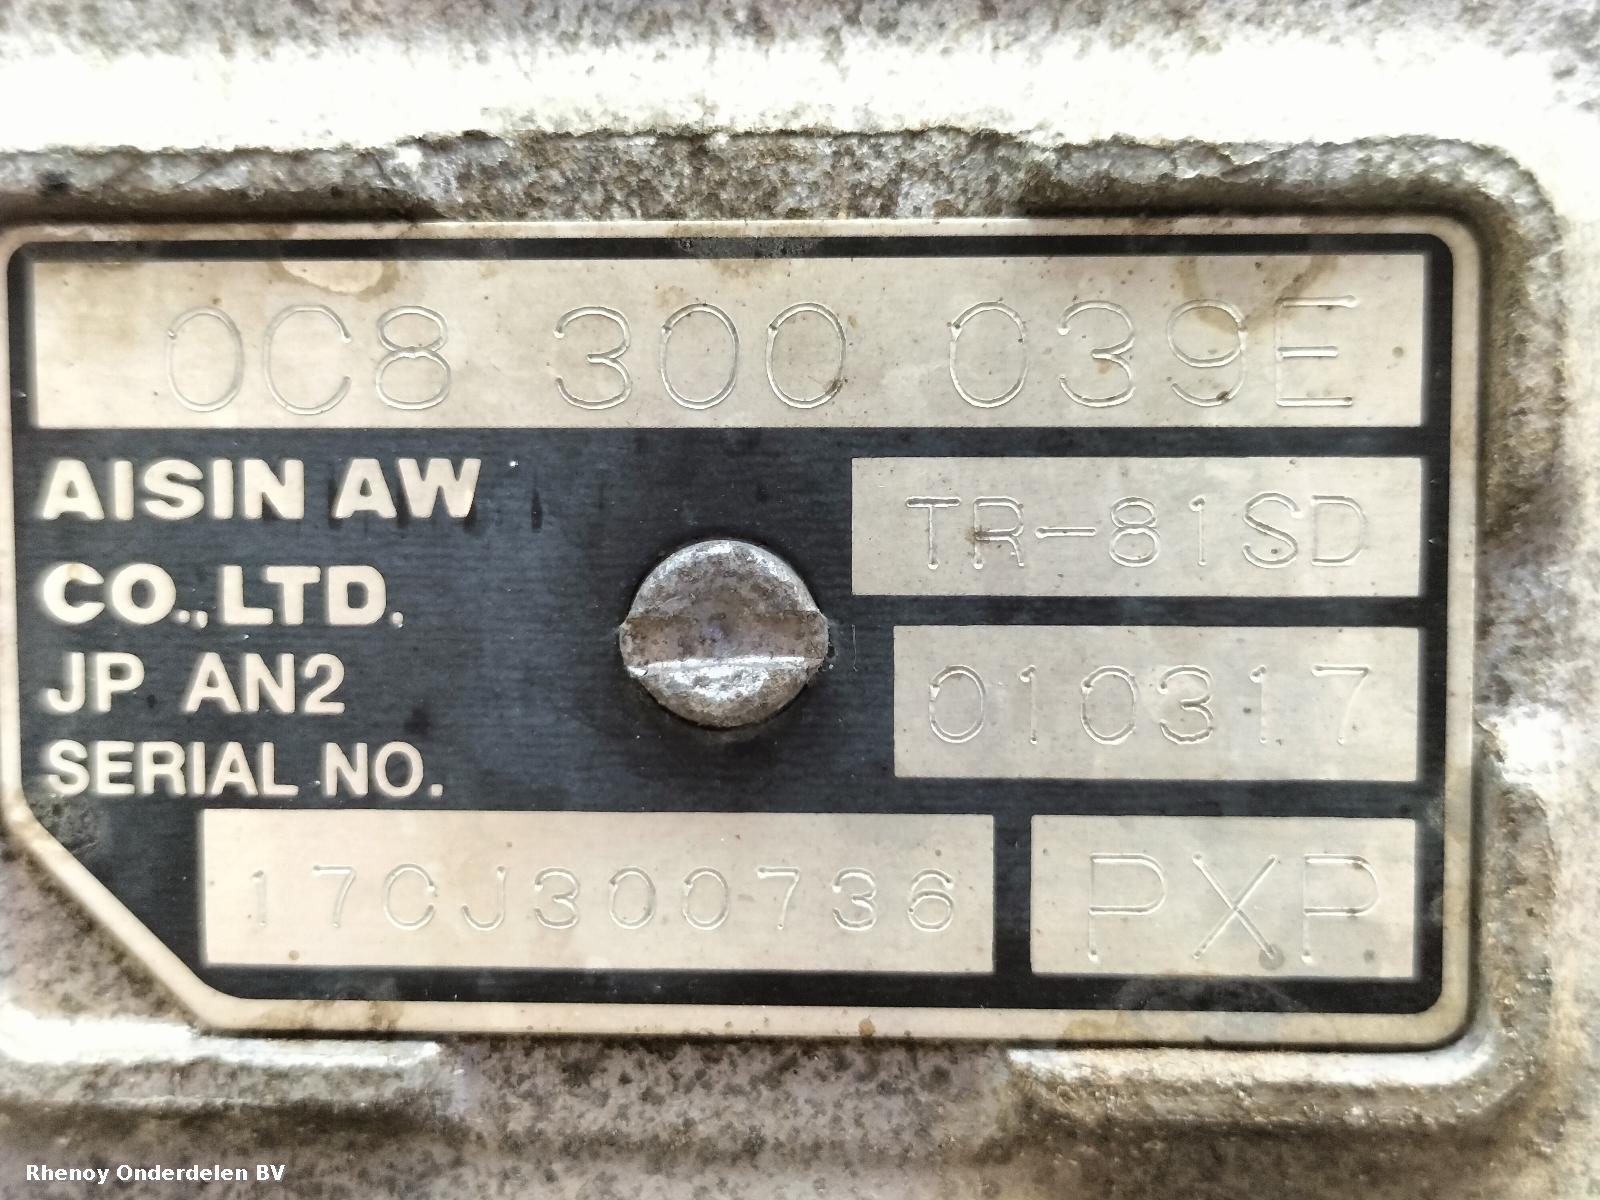 0C8 300 039E
AISIN AW
TR-81SD
CO.,LTD.
JP AN2
010317
SERIAL NO.
17CJ300736
PXP
Rhenoy Onderdelen BV